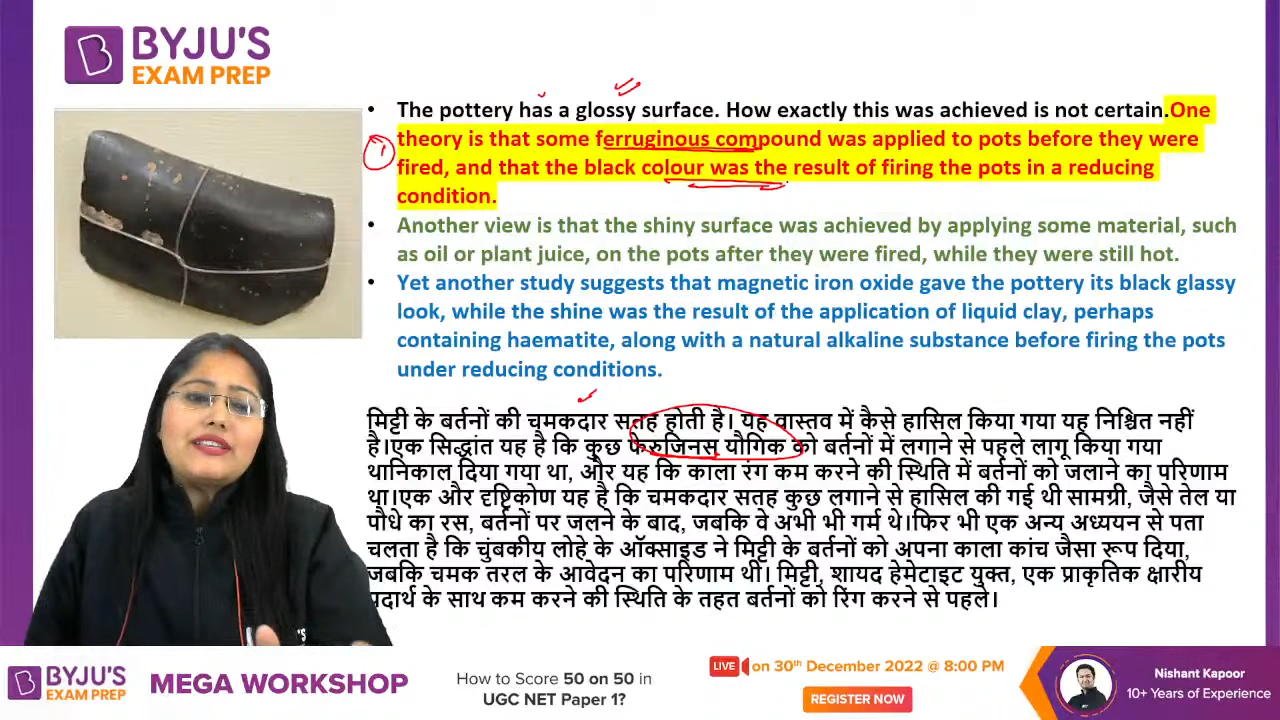 BYJU'S
EXAM PREP
• The pottery has a glossy surface. How exactly this was achieved is not certain.One
theory is that some ferruginous compound was applied to pots before they were
fired, and that the black colour was the result of firing the pots in a reducing
condition.
• Another view is that the shiny surface was achieved by applying some material, such
as oil or plant juice, on the pots after they were fired, while they were still hot.
• Yet another study suggests that magnetic iron oxide gave the pottery its black glassy
look, while the shine was the result of the application of liquid clay, perhaps
containing haematite, along with a natural alkaline substance before firing the pots
under reducing conditions.
मिट्टी के बर्तनों की चमकदार सतह होती है। यह वास्तव में कैसे हासिल किया गया यह निश्चित नहीं
है।एक सिद्धांत यह है कि कुछ फेरुजिनस यौगिक को बर्तनों में लगाने से पहले लागू किया गया
थानिकाल दिया गया था, और यह कि काला रंग कम करने की स्थिति में बर्तनों को जलाने का परिणाम
था।एक और दृष्टिकोण यह है कि चमकदार सतह कुछ लगाने से हासिल की गई थी सामग्री, जैसे तेल या
पौधे का रस, बर्तनों पर जलने के बाद, जबकि वे अभी भी गर्म थे।फिर भी एक अन्य अध्ययन से पता
चलता है कि चुंबकीय लोहे के ऑक्साइड ने मिट्टी के बर्तनों को अपना काला कांच जैसा रूप दिया,
जबकि चमक तरल के आवेदन का परिणाम थी। मिट्टी, शायद हेमेटाइट युक्त, एक प्राकृतिक क्षारीय
के साथ कम करने की स्थिति के तहत बर्तनों को रिंग करने से पहले।
BYJU'S
EXAM PREP
MEGA WORKSHOP
How to Score 50 on 50 in
UGC NET Paper 1?
LIVE on 30th December 2022 @ 8:00 PM
REGISTER NOW
Nishant Kapoor
10+ Years of Experience